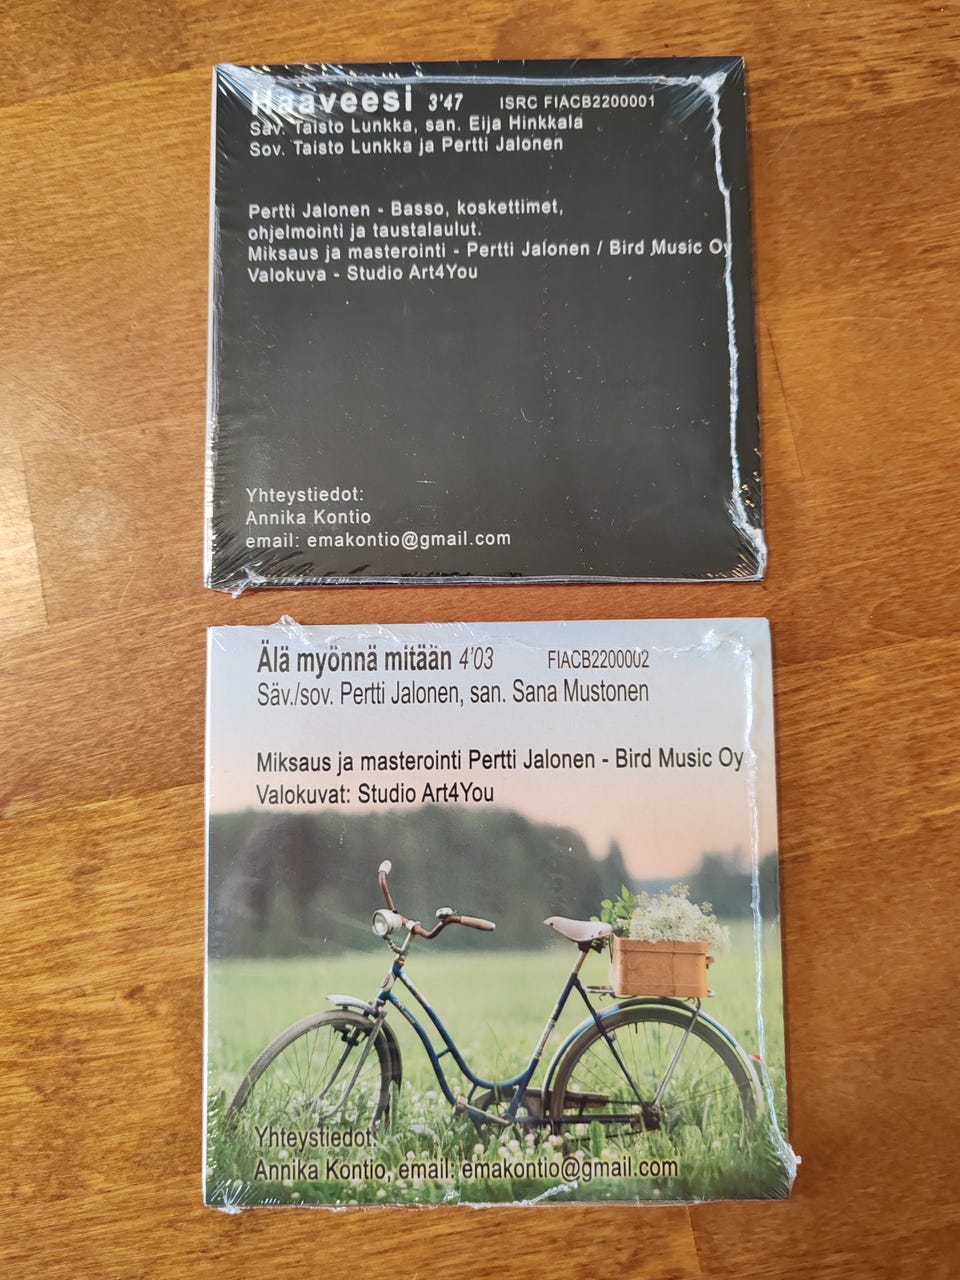 Haaveesi 3'47 ISRC FIACB2200001
Säv. Taisto Lunkka, san. Eija Hinkkala
Sov. Taisto Lunkka ja Pertti Jalonen
Pertti Jalonen - Basso, koskettimet,
ohjelmointi ja taustalaulut.
Miksaus ja masterointi - Pertti Jalonen / Bird Music Oy
Valokuva - Studio Art4You
Yhteystiedot:
Annika Kontio
email: emakontio@gmail.com
Älä myönnä mitään 4'03 FIACB2200002
Säv./sov. Pertti Jalonen, san. Sana Mustonen
Miksaus ja masterointi Pertti Jalonen - Bird Music Oy
Valokuvat: Studio Art4You
Yhteystiedot:
Annika Kontio, email: emakontio@gmail.com